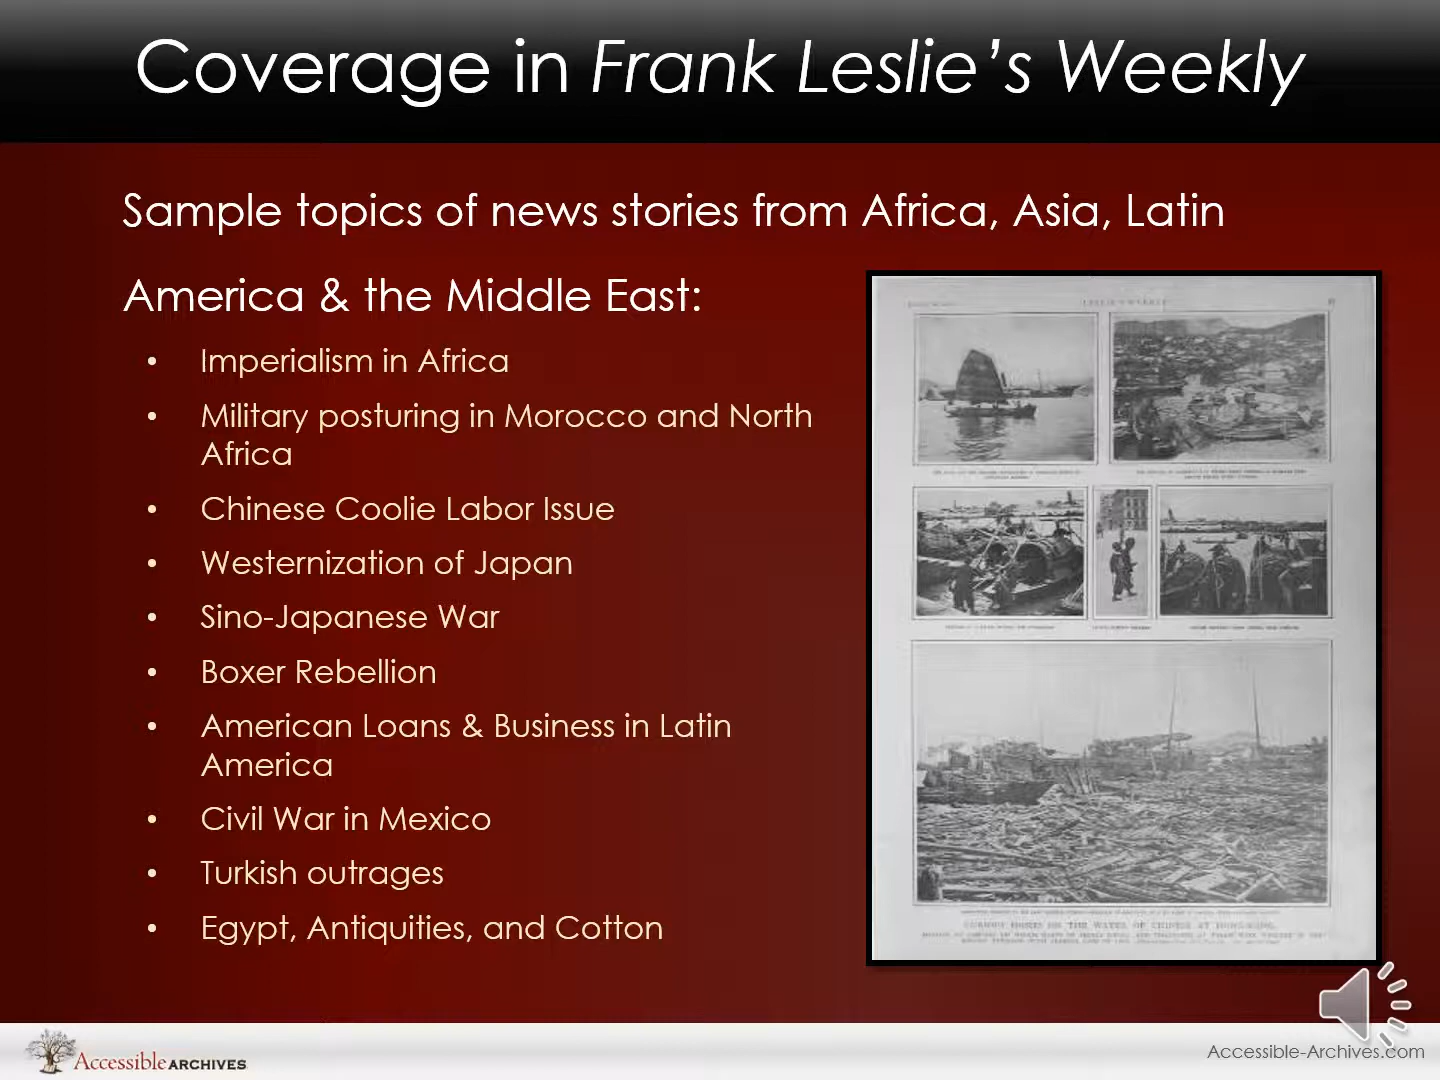 Coverage in Frank Leslie's Weekly
Sample topics of news stories from Africa, Asia, Latin
America & the Middle East:
• Imperialism in Africa
• Military posturing in Morocco and North
Africa
• Chinese Coolie Labor Issue
• Westernization of Japan
• Sino-Japanese War
• Boxer Rebellion
• American Loans & Business in Latin
America
• Civil War in Mexico
• Turkish outrages
• Egypt, Antiquities, and Cotton
LESLIE'S WEEKLY
Accessible ARCHIVES
Accessible-Archives.com